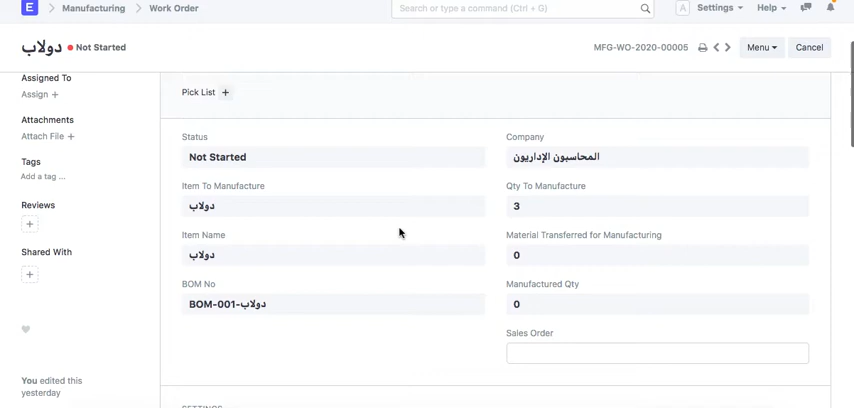 E Manufacturing Work Order Search or type a command (Ctrl + G) A Settings Help
دولاب Not Started MFG-WO-2020-00005 Menu Cancel
Assigned To
Assign +
Attachments
Attach File +
Tags
Add a tag ...
Reviews
+
Shared With
+
You edited this
yesterday
Pick List +
Status
Not Started
Item To Manufacture
دولاب
Item Name
دولاب
BOM No
BOM-دولاب-001
Company
المحاسبون الإداريون
Qty To Manufacture
3
Material Transferred for Manufacturing
0
Manufactured Qty
0
Sales Order
SETTINGS